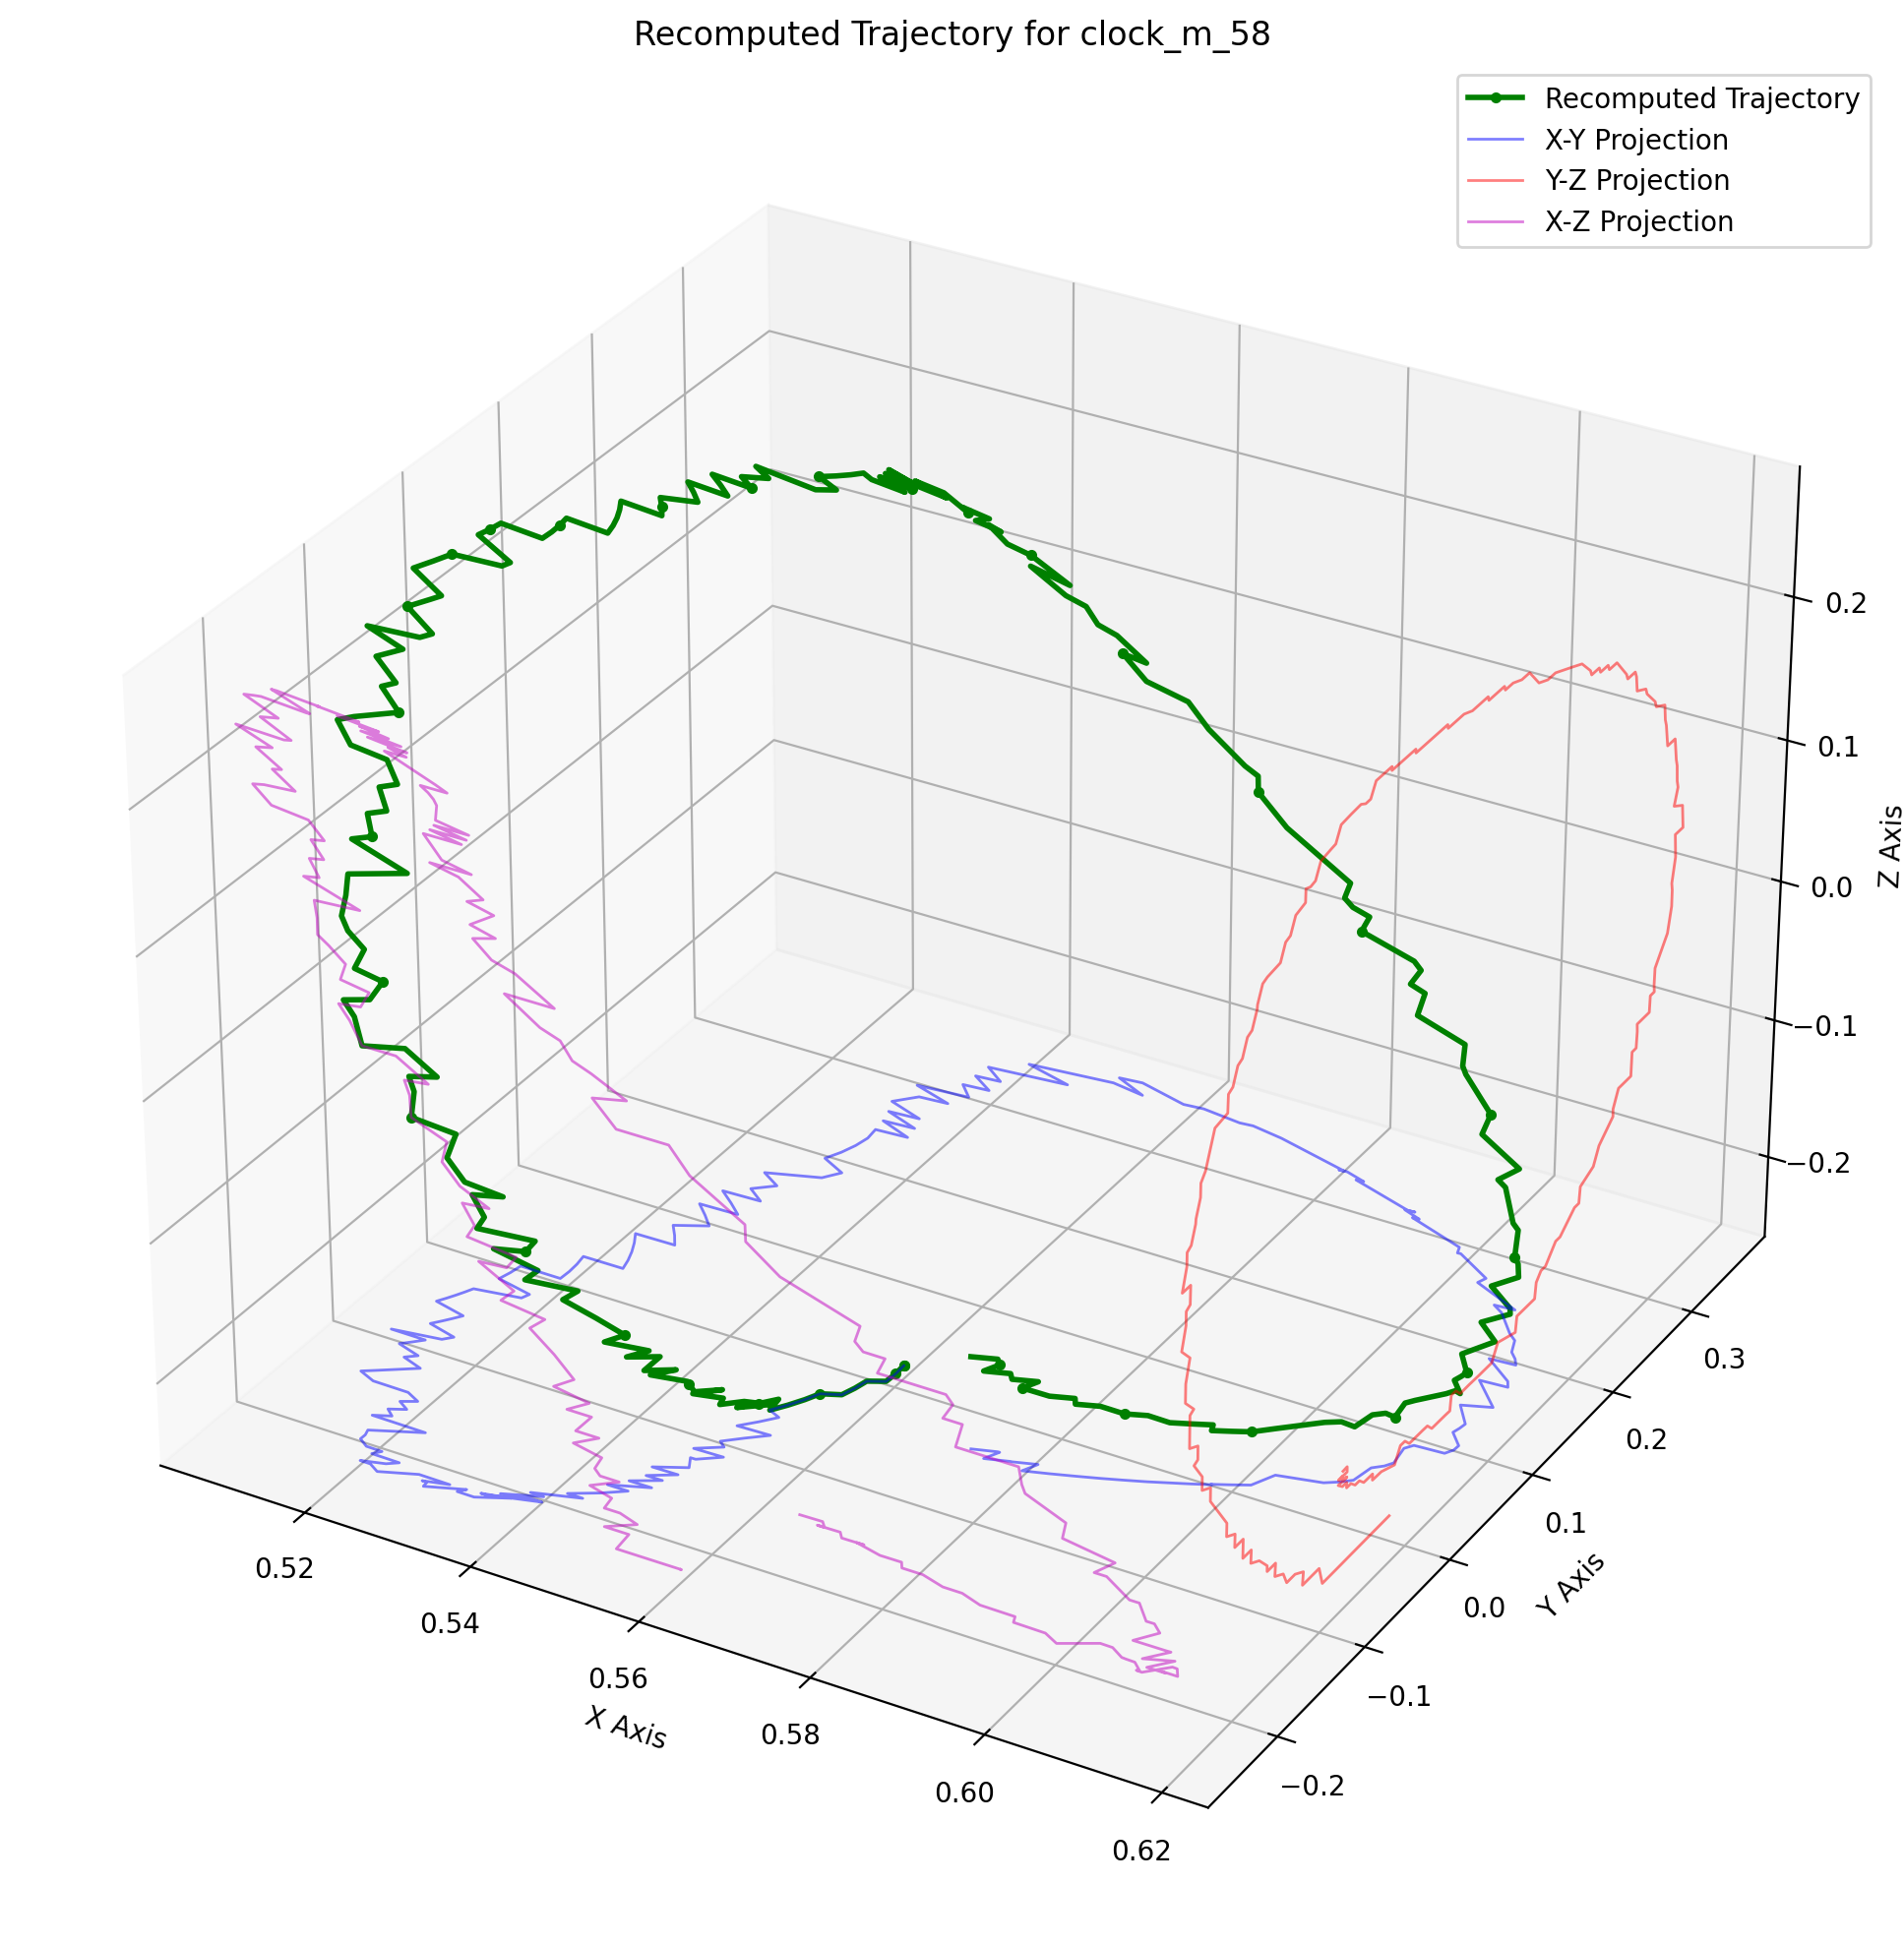 Recomputed Trajectory for clock_m_58
Recomputed Trajectory
X-Y Projection
Y-Z Projection
X-Z Projection
0.2
0.1
0.0
−0.1
−0.2
Z Axis
0.3
0.2
0.1
0.0
−0.1
−0.2
Y Axis
0.52
0.54
0.56
0.58
0.60
0.62
X Axis